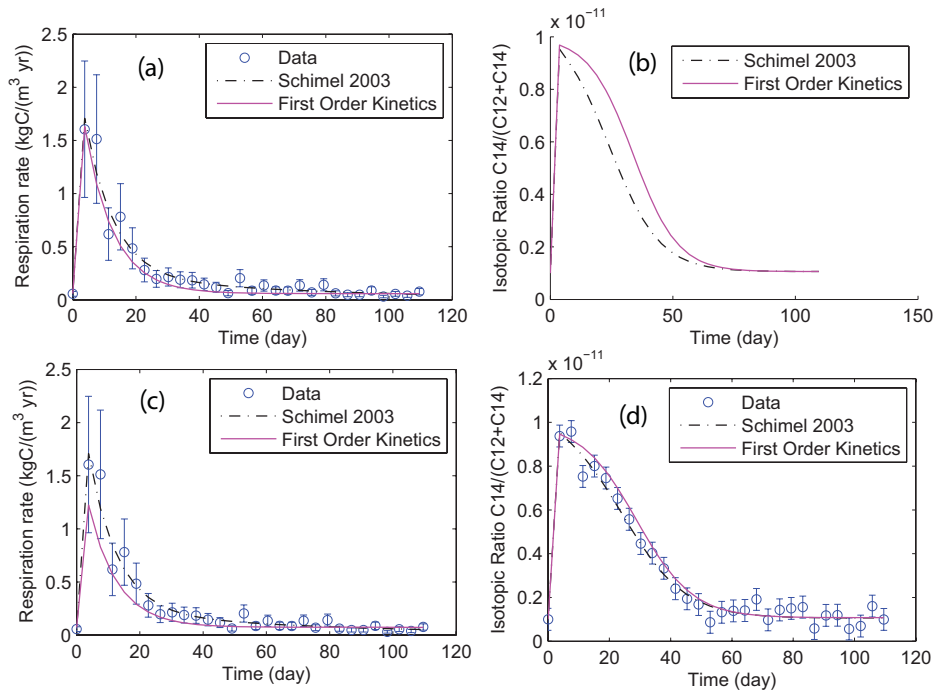 (a)
Data
Schimel 2003
First Order Kinetics
Respiration rate (kgC/(m³ yr))
2.5
2
1.5
1
0.5
0
0 20 40 60 80 100 120
Time (day)
x 10⁻¹¹
(b)
Schimel 2003
First Order Kinetics
Isotopic Ratio C14/(C12+C14)
1
0.8
0.6
0.4
0.2
0
0 50 100 150
Time (day)
(c)
Data
Schimel 2003
First Order Kinetics
Respiration rate (kgC/(m³ yr))
2.5
2
1.5
1
0.5
0
0 20 40 60 80 100 120
Time (day)
x 10⁻¹¹
(d)
Data
Schimel 2003
First Order Kinetics
Isotopic Ratio C14/(C12+C14)
1.2
1
0.8
0.6
0.4
0.2
0
0 20 40 60 80 100 120
Time (day)